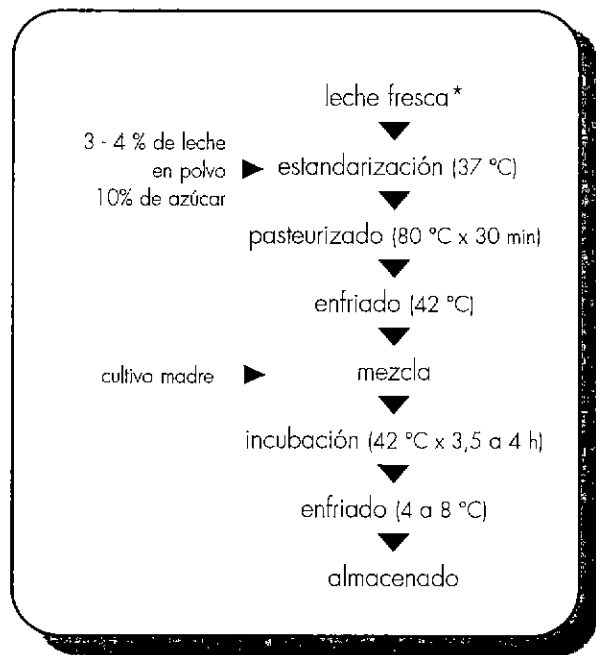 leche fresca*
3 - 4 % de leche
en polvo
10% de azúcar
estandarización (37 °C)
pasteurizado (80 °C x 30 min)
enfriado (42 °C)
cultivo madre
mezcla
incubación (42 °C x 3,5 a 4 h)
enfriado (4 a 8 °C)
almacenado